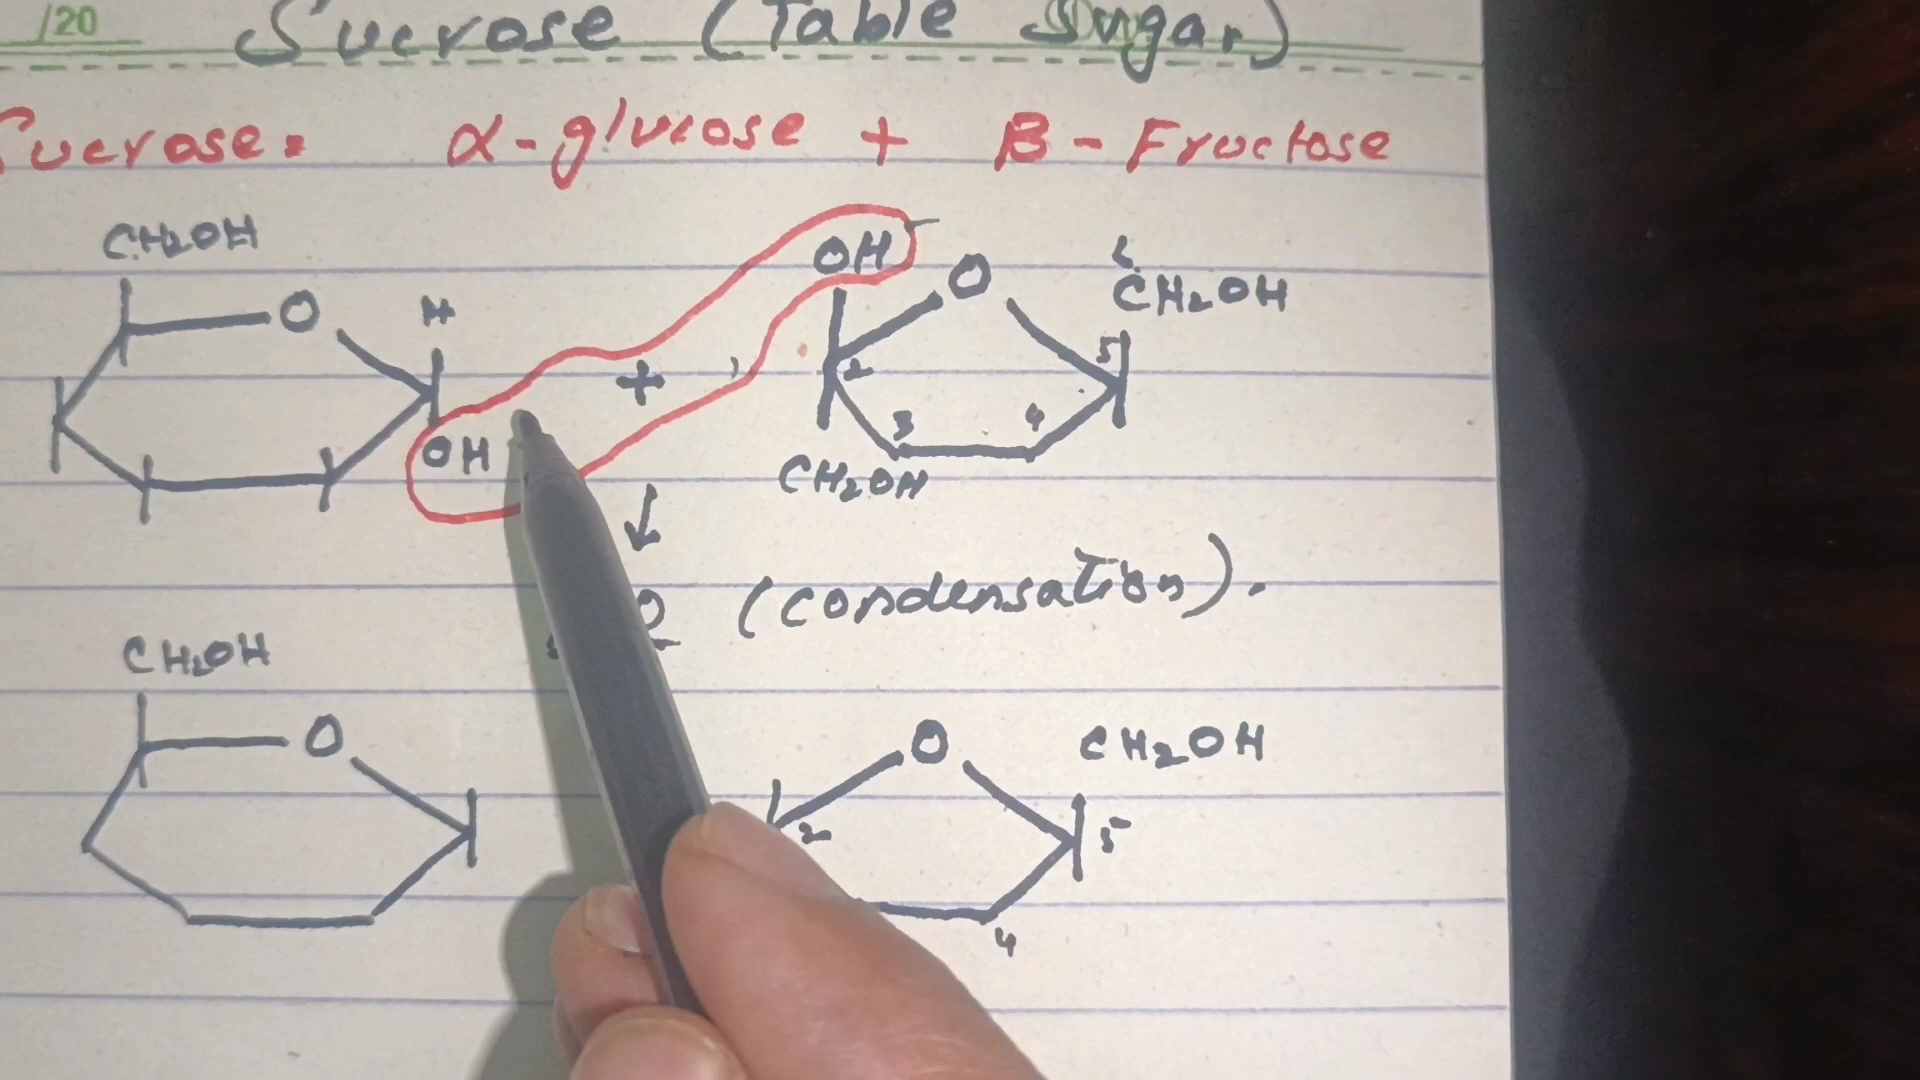 /20
Sucrose (Table Sugar)
Sucrose = α-glucose + β-Fructose
CH2OH
O
H
OH
+
OH
O
6
CH2OH
1
2
3
4
5
CH2OH
(condensation).
CH2OH
O
O
CH2OH
2
5
4